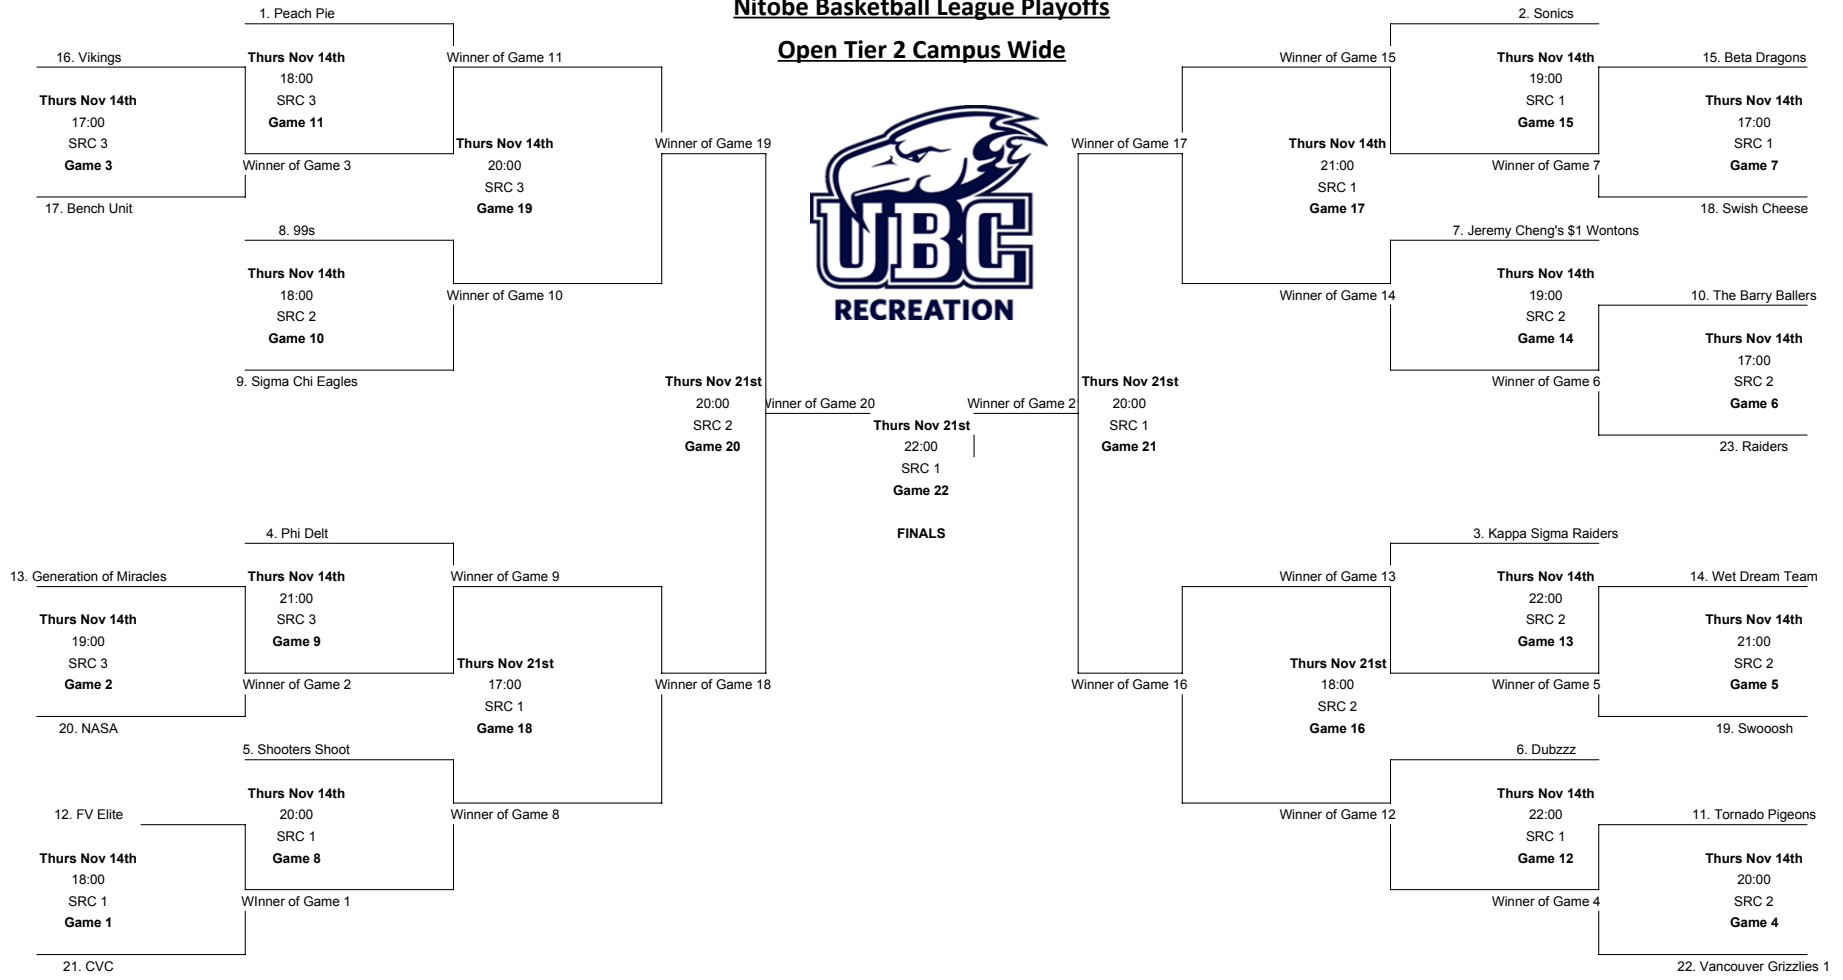 Nitobe Basketball League Playoffs
Open Tier 2 Campus Wide
1. Peach Pie
16. Vikings
Thurs Nov 14th
18:00
SRC 3
Game 11
Winner of Game 11
Thurs Nov 14th
17:00
SRC 3
Game 3
Winner of Game 3
17. Bench Unit
Thurs Nov 14th
20:00
SRC 3
Game 19
Winner of Game 19
8. 99s
Thurs Nov 14th
18:00
SRC 2
Game 10
Winner of Game 10
9. Sigma Chi Eagles
Thurs Nov 21st
20:00
SRC 2
Game 20
Winner of Game 20
4. Phi Delt
13. Generation of Miracles
Thurs Nov 14th
21:00
SRC 3
Game 9
Winner of Game 9
Thurs Nov 14th
19:00
SRC 3
Game 2
Winner of Game 2
20. NASA
Thurs Nov 21st
17:00
SRC 1
Game 18
Winner of Game 18
5. Shooters Shoot
12. FV Elite
Thurs Nov 14th
20:00
SRC 1
Game 8
Winner of Game 8
Thurs Nov 14th
18:00
SRC 1
Game 1
WInner of Game 1
21. CVC
UBC
RECREATION
Thurs Nov 21st
22:00
SRC 1
Game 22
FINALS
2. Sonics
Winner of Game 15
Thurs Nov 14th
19:00
SRC 1
Game 15
15. Beta Dragons
Thurs Nov 14th
17:00
SRC 1
Game 7
Winner of Game 7
18. Swish Cheese
Winner of Game 17
Thurs Nov 14th
21:00
SRC 1
Game 17
7. Jeremy Cheng's $1 Wontons
Winner of Game 14
Thurs Nov 14th
19:00
SRC 2
Game 14
10. The Barry Ballers
Thurs Nov 14th
17:00
SRC 2
Game 6
Winner of Game 6
23. Raiders
Winner of Game 2
Thurs Nov 21st
20:00
SRC 1
Game 21
3. Kappa Sigma Raiders
Winner of Game 13
Thurs Nov 14th
22:00
SRC 2
Game 13
14. Wet Dream Team
Thurs Nov 14th
21:00
SRC 2
Game 5
Winner of Game 5
19. Swooosh
Winner of Game 16
Thurs Nov 21st
18:00
SRC 2
Game 16
6. Dubzzz
Winner of Game 12
Thurs Nov 14th
22:00
SRC 1
Game 12
11. Tornado Pigeons
Thurs Nov 14th
20:00
SRC 2
Game 4
Winner of Game 4
22. Vancouver Grizzlies 1